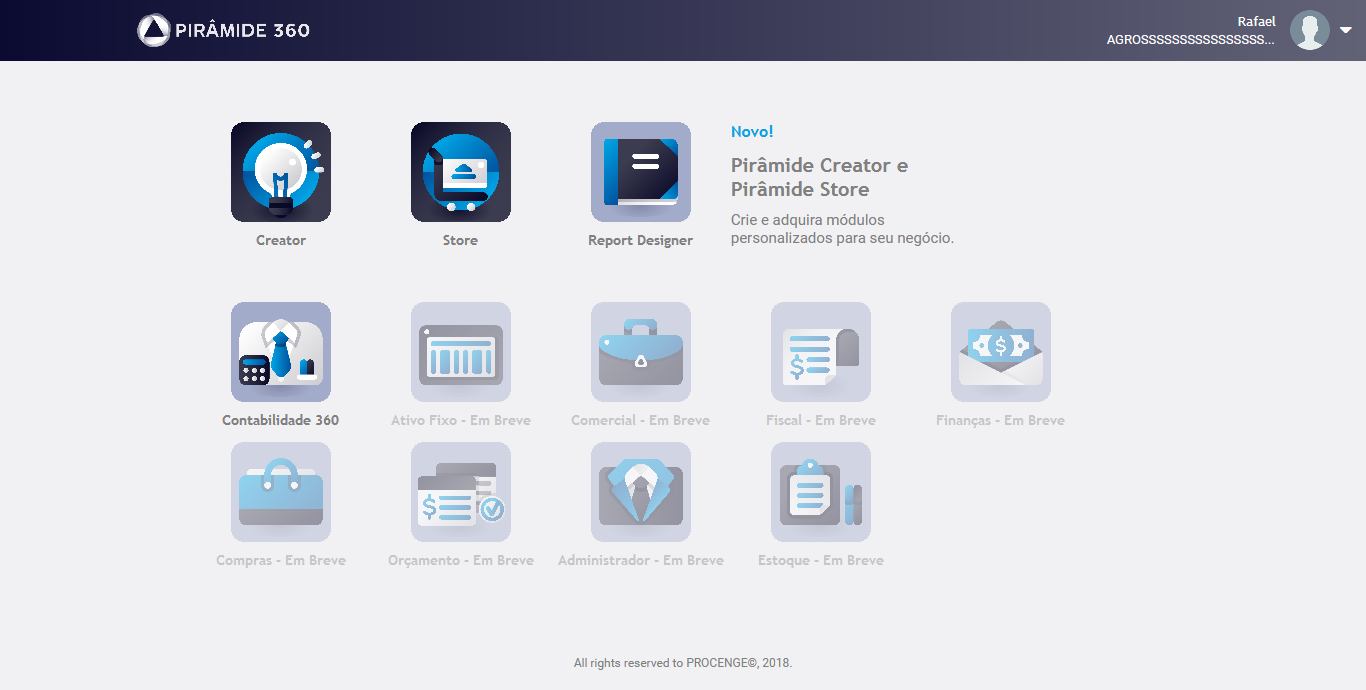 PIRÂMIDE 360
Rafael
AGROSSSSSSSSSSSSSSSS...
Novo!
Pirâmide Creator e
Pirâmide Store
Crie e adquira módulos
personalizados para seu negócio.
Creator
Store
Report Designer
Contabilidade 360
Ativo Fixo - Em Breve
Comercial - Em Breve
Fiscal - Em Breve
Finanças - Em Breve
Compras - Em Breve
Orçamento - Em Breve
Administrador - Em Breve
Estoque - Em Breve
All rights reserved to PROCENGE©, 2018.